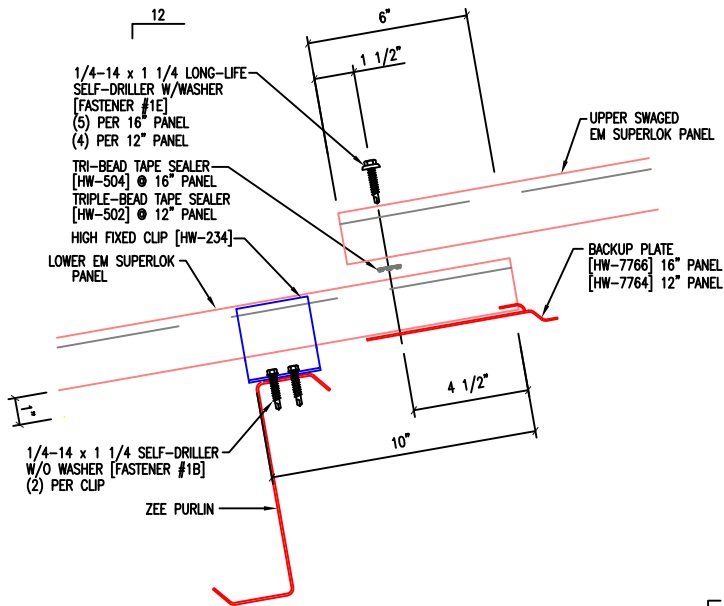 12
6"
1 1/2"
1/4-14 x 1 1/4 LONG-LIFE
SELF-DRILLER W/WASHER
[FASTENER #1E]
(5) PER 16" PANEL
(4) PER 12" PANEL
UPPER SWAGED
EM SUPERLOK PANEL
TRI-BEAD TAPE SEALER
[HW-504] @ 16" PANEL
TRIPLE-BEAD TAPE SEALER
[HW-502] @ 12" PANEL
HIGH FIXED CLIP [HW-234]
LOWER EM SUPERLOK
PANEL
BACKUP PLATE
[HW-7766] 16" PANEL
[HW-7764] 12" PANEL
4 1/2"
10"
1"
1/4-14 x 1 1/4 SELF-DRILLER
W/O WASHER [FASTENER #1B]
(2) PER CLIP
ZEE PURLIN